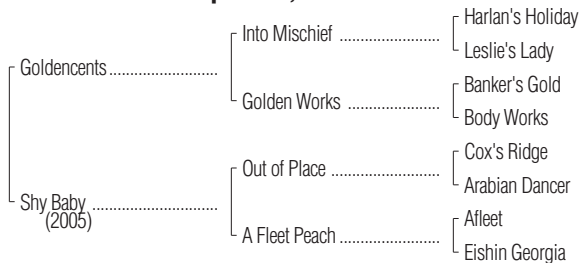 Harlan's Holiday
Into Mischief ....................
Leslie's Lady
Goldencents ......................
Banker's Gold
Golden Works ..................
Body Works
Cox's Ridge
Out of Place ......................
Arabian Dancer
Shy Baby ..........................
(2005)
Afleet
A Fleet Peach ...................
Eishin Georgia